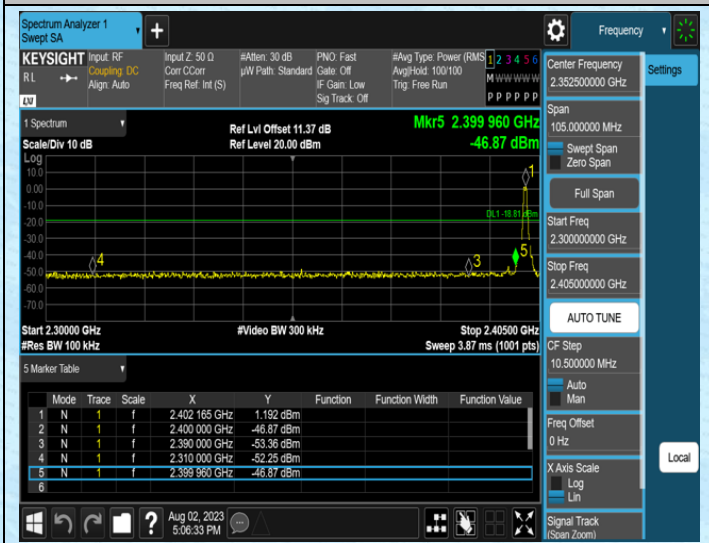 Spectrum Analyzer 1
Swept SA
+
Frequency
KEYSIGHT
RL
LXI
Input: RF
Coupling: DC
Align: Auto
Input Z: 50 Ω
Corr CCorr
Freq Ref: Int (S)
#Atten: 30 dB
µW Path: Standard
PNO: Fast
Gate: Off
IF Gain: Low
Sig Track: Off
#Avg Type: Power (RMS
Avg|Hold: 100/100
Trig: Free Run
1 2 3 4 5 6
M W W W W W
P P P P P P
Center Frequency
2.352500000 GHz
Settings
1 Spectrum
Scale/Div 10 dB
Ref Lvl Offset 11.37 dB
Ref Level 20.00 dBm
Mkr5 2.399 960 GHz
-46.87 dBm
Span
105.000000 MHz
Swept Span
Zero Span
Log
10.0
0.00
-10.0
-20.0
-30.0
-40.0
-50.0
-60.0
-70.0
1
DL1 -18.81 dBm
4
3
5
Full Span
Start Freq
2.300000000 GHz
Stop Freq
2.405000000 GHz
AUTO TUNE
Start 2.30000 GHz
#Res BW 100 kHz
#Video BW 300 kHz
Stop 2.40500 GHz
Sweep 3.87 ms (1001 pts)
CF Step
10.500000 MHz
Auto
Man
5 Marker Table
Mode Trace Scale X Y Function Function Width Function Value
1 N 1 f 2.402 165 GHz 1.192 dBm
2 N 1 f 2.400 000 GHz -46.87 dBm
3 N 1 f 2.390 000 GHz -53.36 dBm
4 N 1 f 2.310 000 GHz -52.25 dBm
5 N 1 f 2.399 960 GHz -46.87 dBm
6
Freq Offset
0 Hz
Local
X Axis Scale
Log
Lin
Signal Track
(Span Zoom)
?
Aug 02, 2023
5:06:33 PM